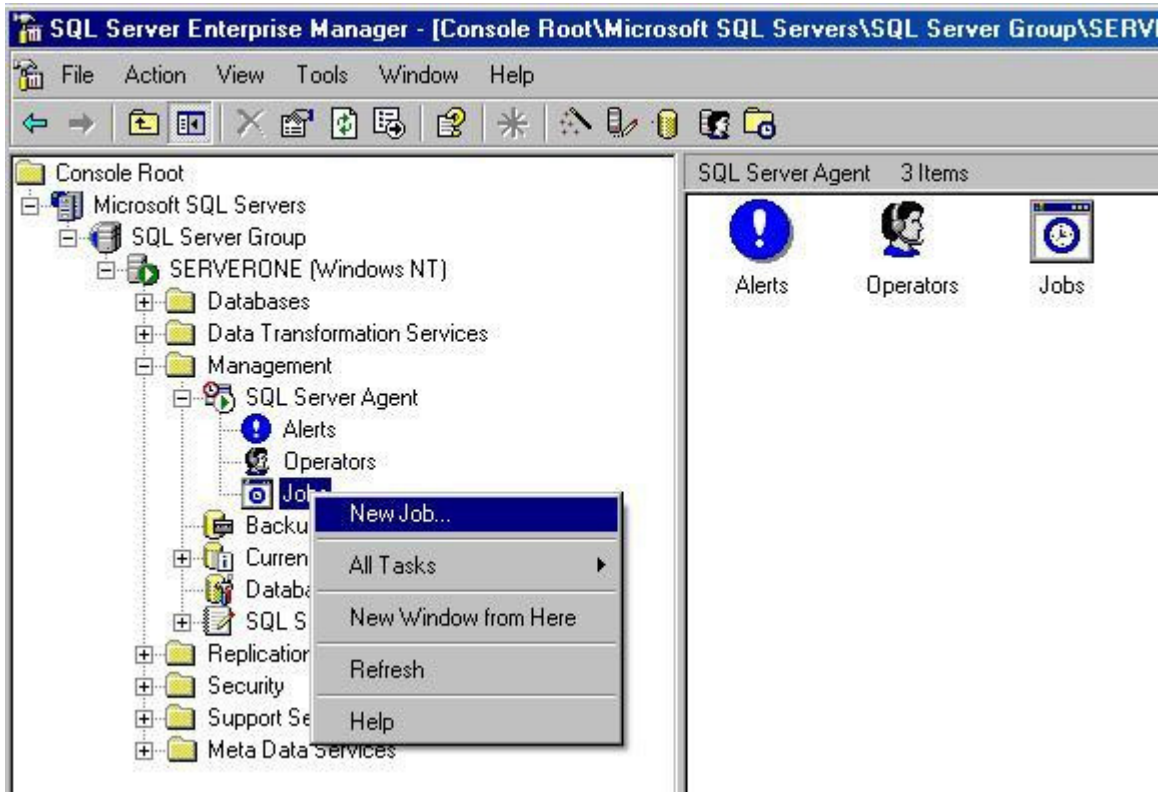 SQL Server Enterprise Manager - [Console Root\Microsoft SQL Servers\SQL Server Group\SERV
File Action View Tools Window Help
Console Root
Microsoft SQL Servers
SQL Server Group
SERVERONE (Windows NT)
Databases
Data Transformation Services
Management
SQL Server Agent
Alerts
Operators
Jobs
Backu
Curren
Databa
SQL S
Replication
Security
Support Se
Meta Data Services
New Job...
All Tasks
New Window from Here
Refresh
Help
SQL Server Agent 3 Items
Alerts Operators Jobs